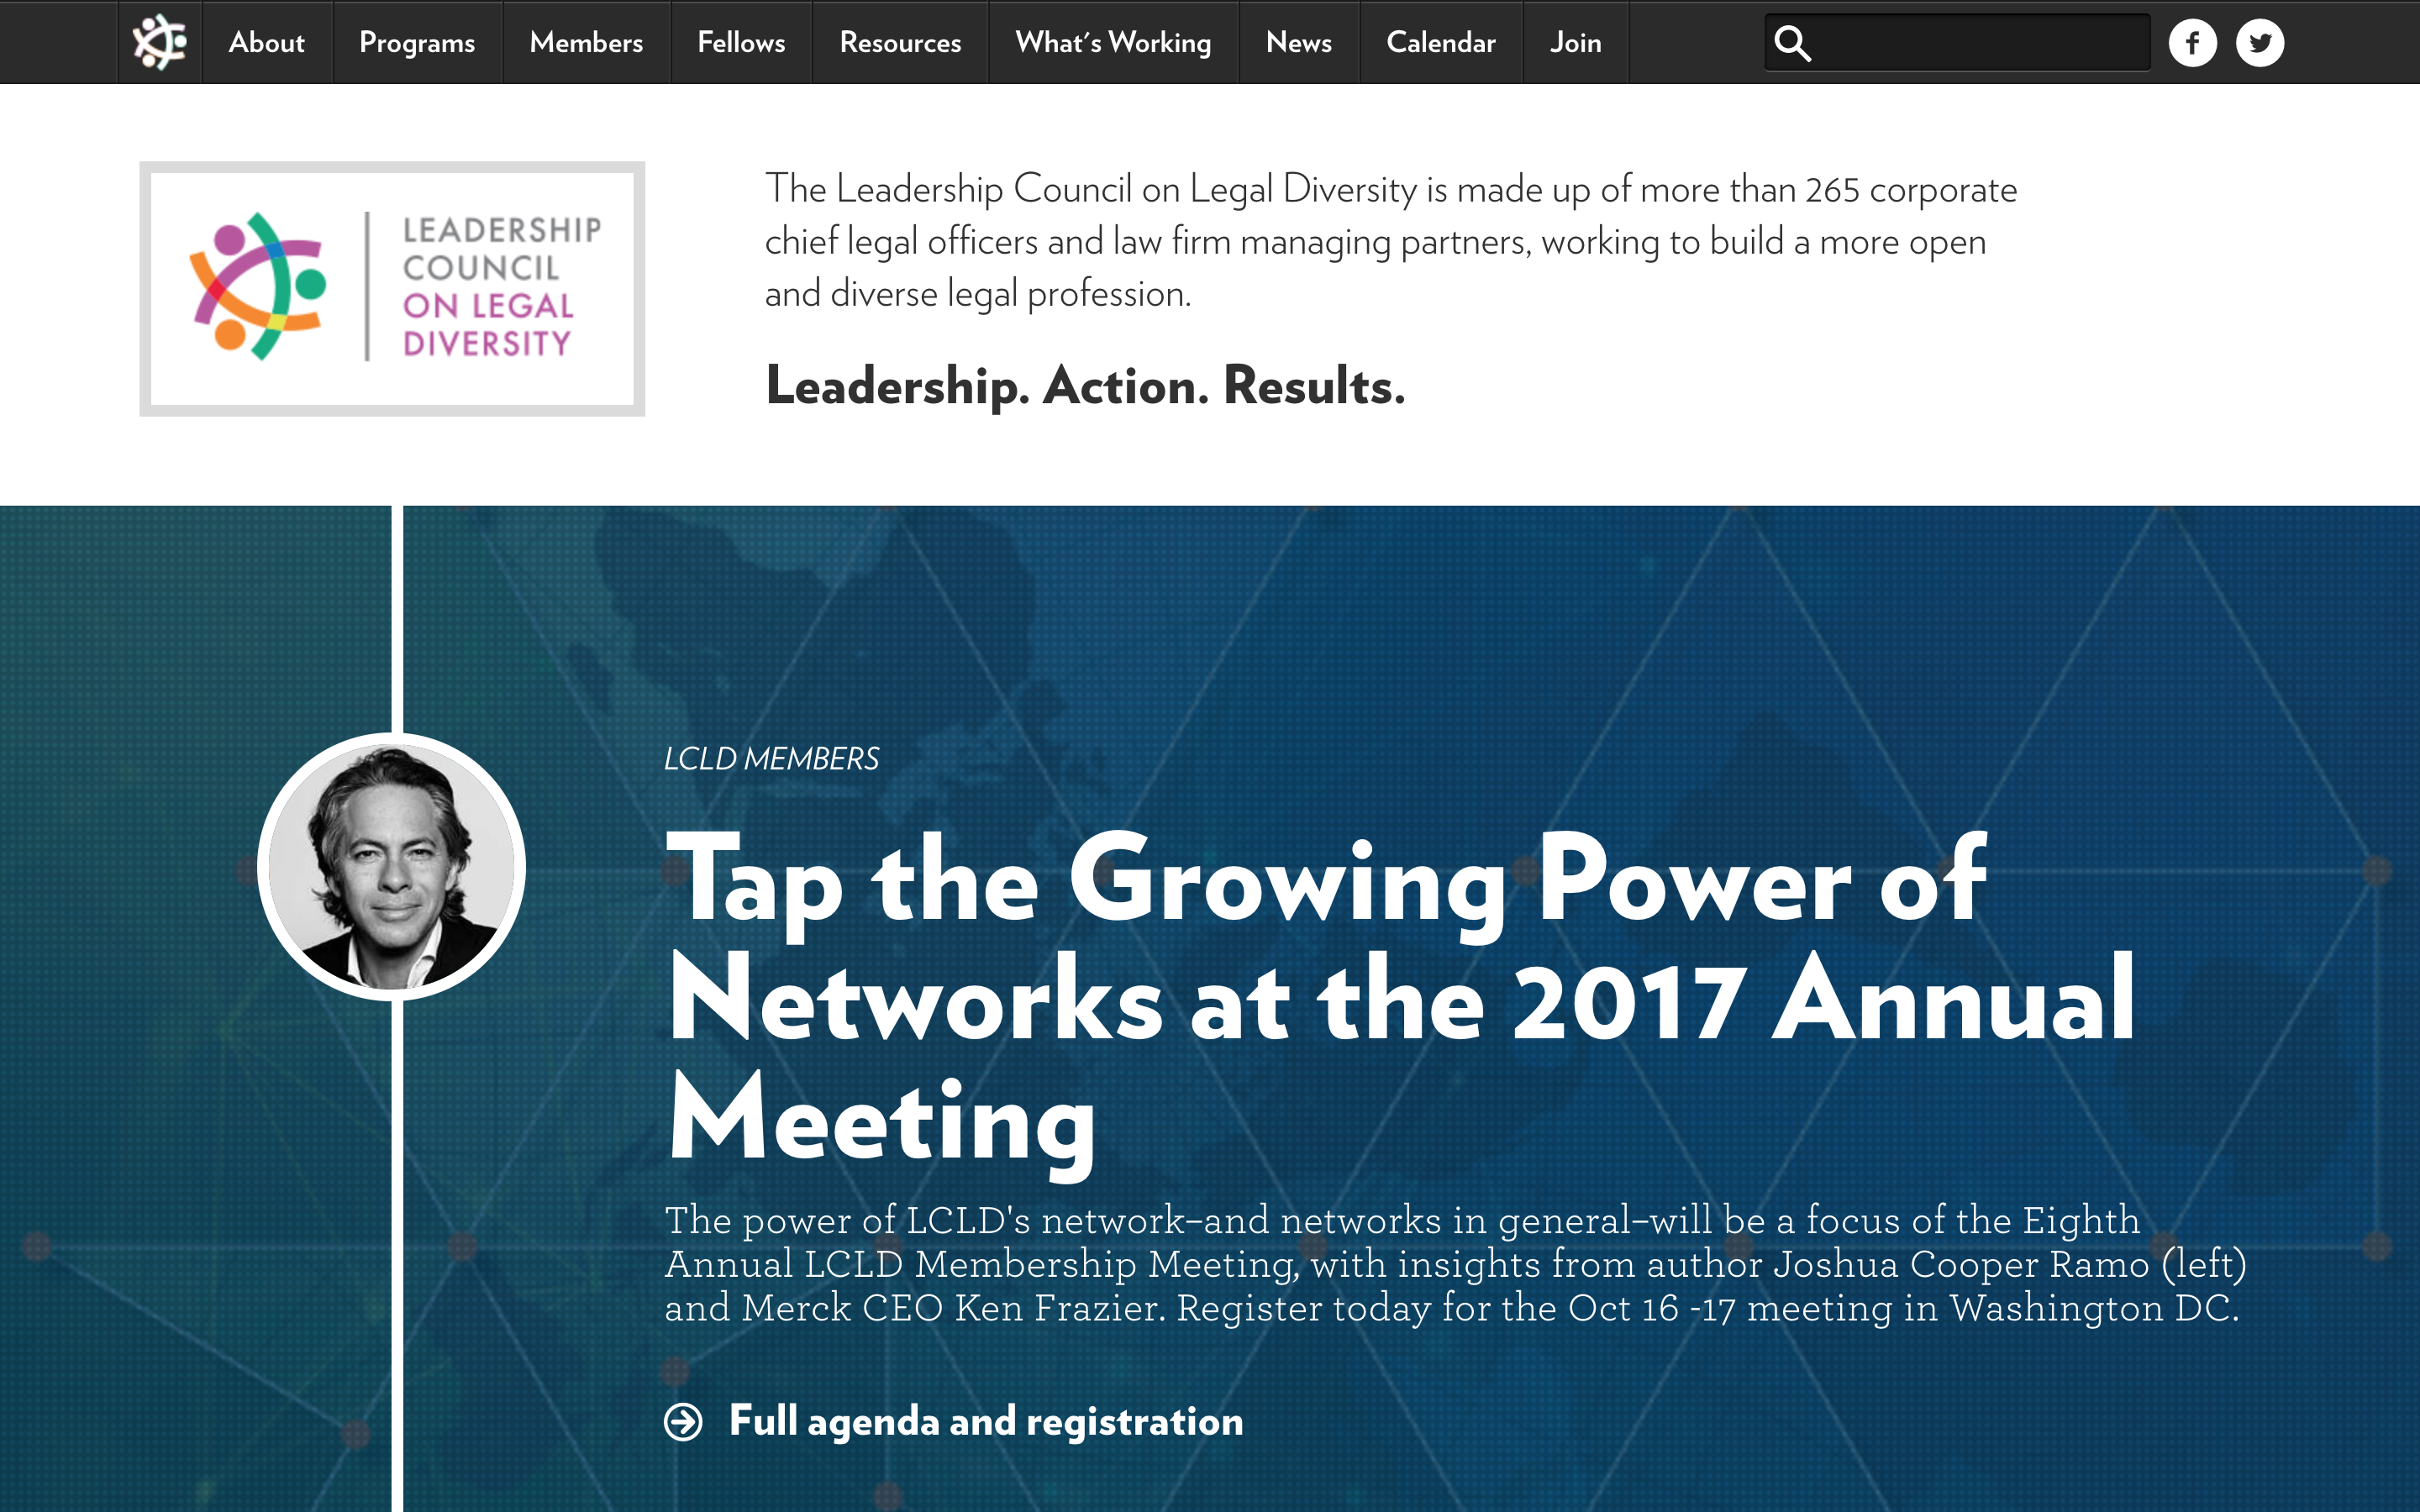 About Programs Members Fellows Resources What's Working News Calendar Join
LEADERSHIP
COUNCIL
ON LEGAL
DIVERSITY
The Leadership Council on Legal Diversity is made up of more than 265 corporate
chief legal officers and law firm managing partners, working to build a more open
and diverse legal profession.
Leadership. Action. Results.
LCLD MEMBERS
Tap the Growing Power of
Networks at the 2017 Annual
Meeting
The power of LCLD's network–and networks in general–will be a focus of the Eighth
Annual LCLD Membership Meeting, with insights from author Joshua Cooper Ramo (left)
and Merck CEO Ken Frazier. Register today for the Oct 16 -17 meeting in Washington DC.
Full agenda and registration